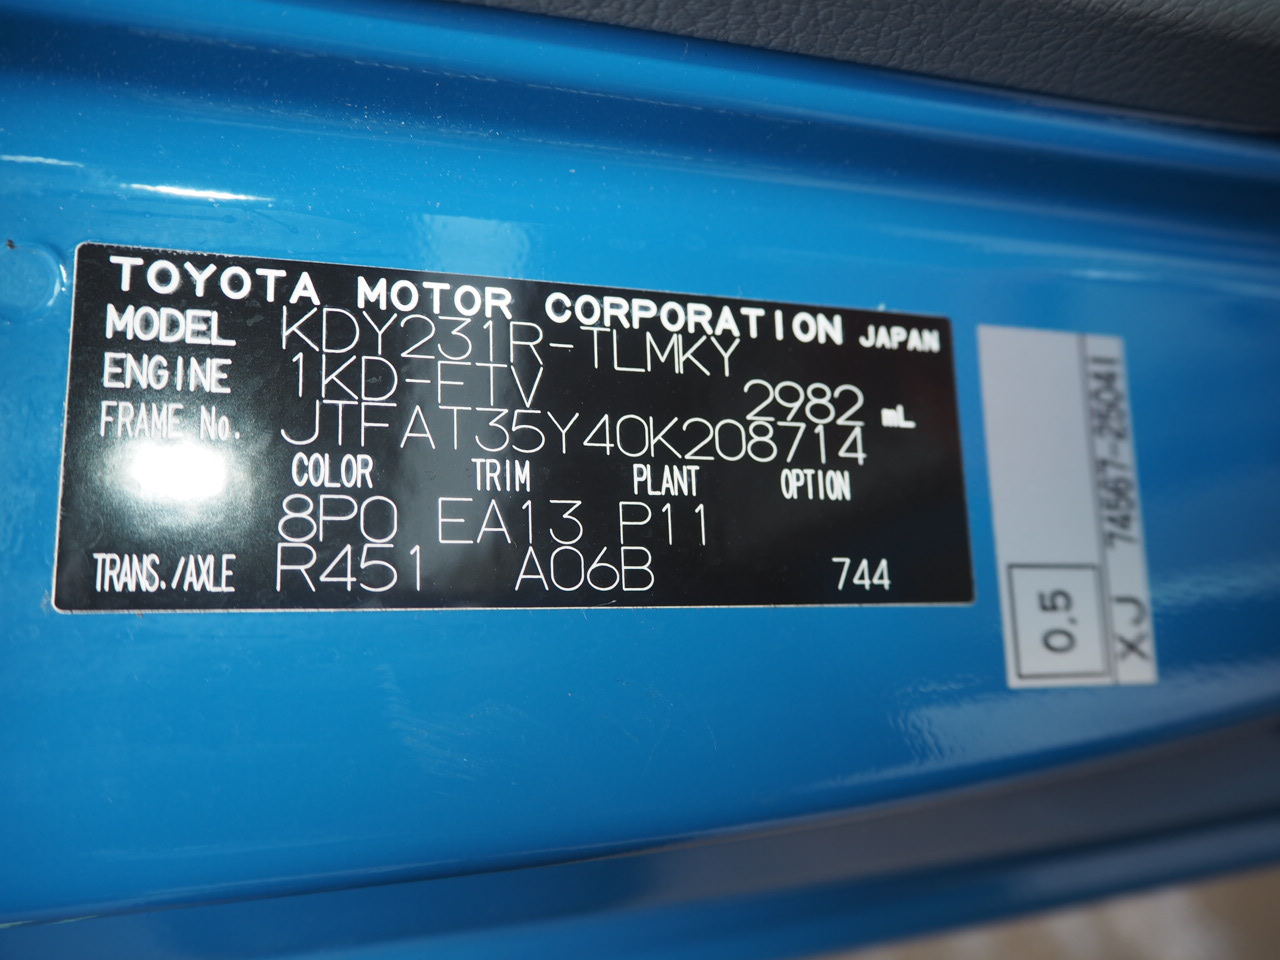 TOYOTA MOTOR CORPORATION JAPAN
MODEL KDY231R-TLMKY
ENGINE 1KD-FTV 2982 mL
FRAME No. JTFAT35Y40K208714
COLOR TRIM PLANT OPTION
8P0 EA13 P11
TRANS./AXLE R451 A06B 744
0.5
XJ 74567-25041